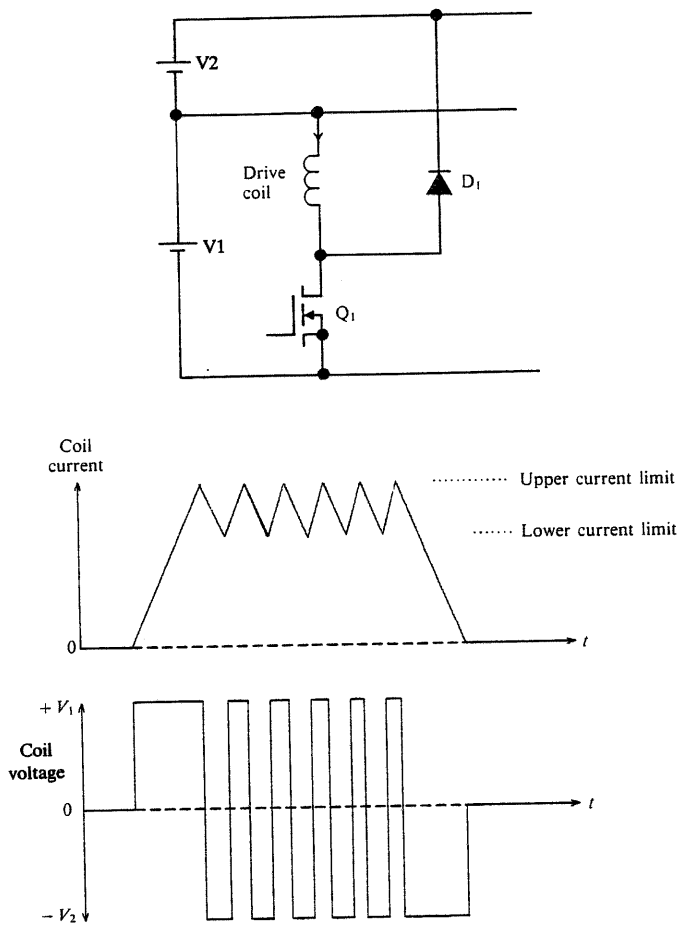 V2
Drive
coil
D₁
V1
Q₁
Coil
current
Upper current limit
Lower current limit
0
t
+ V₁
Coil
voltage
0
t
− V₂